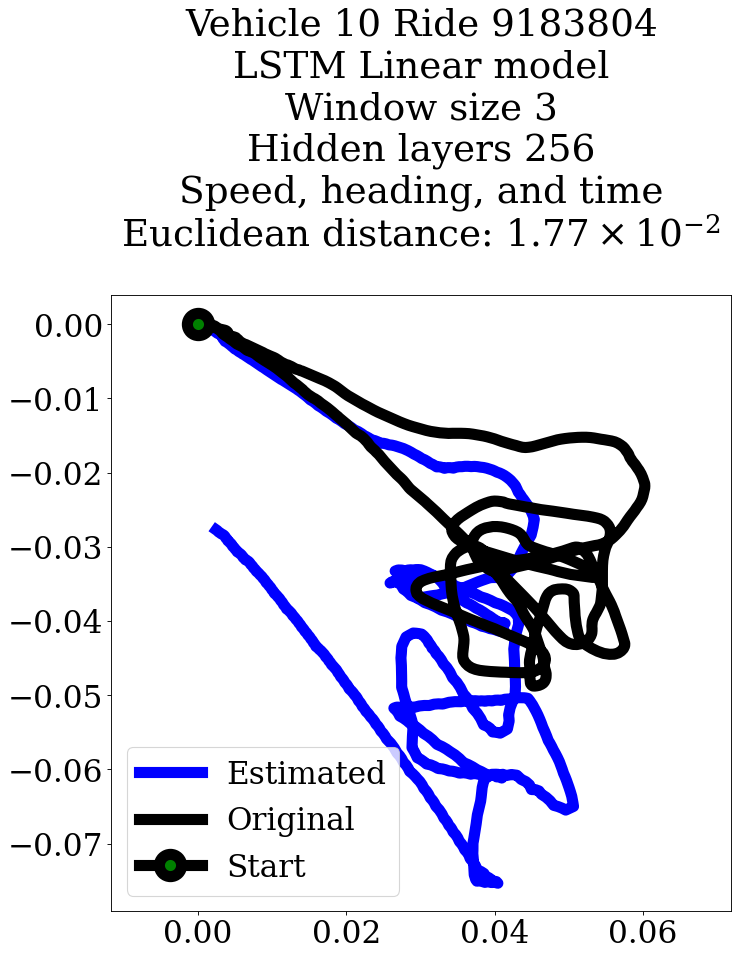 Vehicle 10 Ride 9183804
LSTM Linear model
Window size 3
Hidden layers 256
Speed, heading, and time
Euclidean distance: 1.77 × 10⁻²
0.00
−0.01
−0.02
−0.03
−0.04
−0.05
−0.06
−0.07
Estimated
Original
Start
0.00 0.02 0.04 0.06